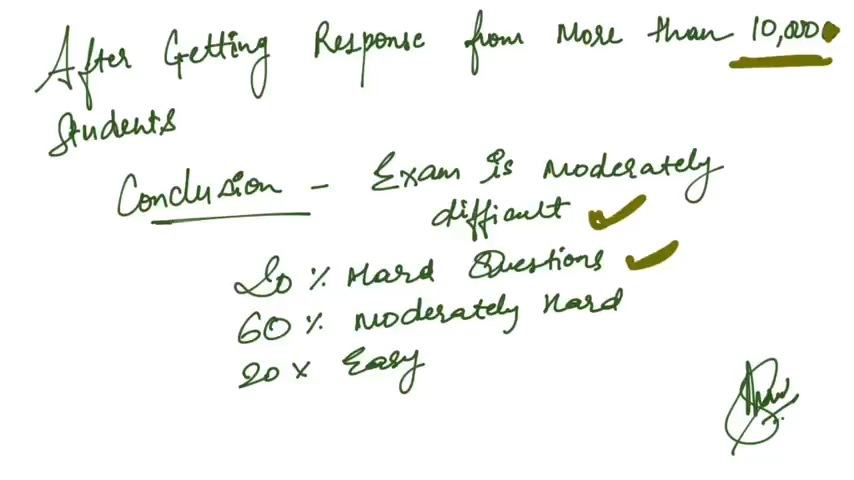 After Getting Response from More than 10,000
Students
Conclusion - Exam is moderately
difficult
20 % Hard Questions
60 % Moderately Hard
20 % Easy